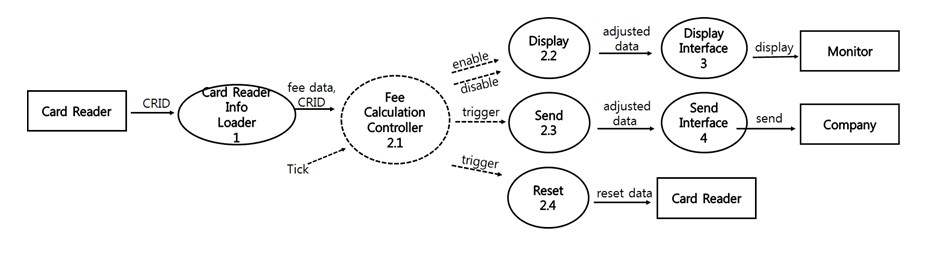 Card Reader
CRID
Card Reader
Info
Loader
1
fee data,
CRID
Tick
Fee
Calculation
Controller
2.1
enable
disable
trigger
trigger
Display
2.2
adjusted
data
Display
Interface
3
display
Monitor
Send
2.3
adjusted
data
Send
Interface
4
send
Company
Reset
2.4
reset data
Card Reader